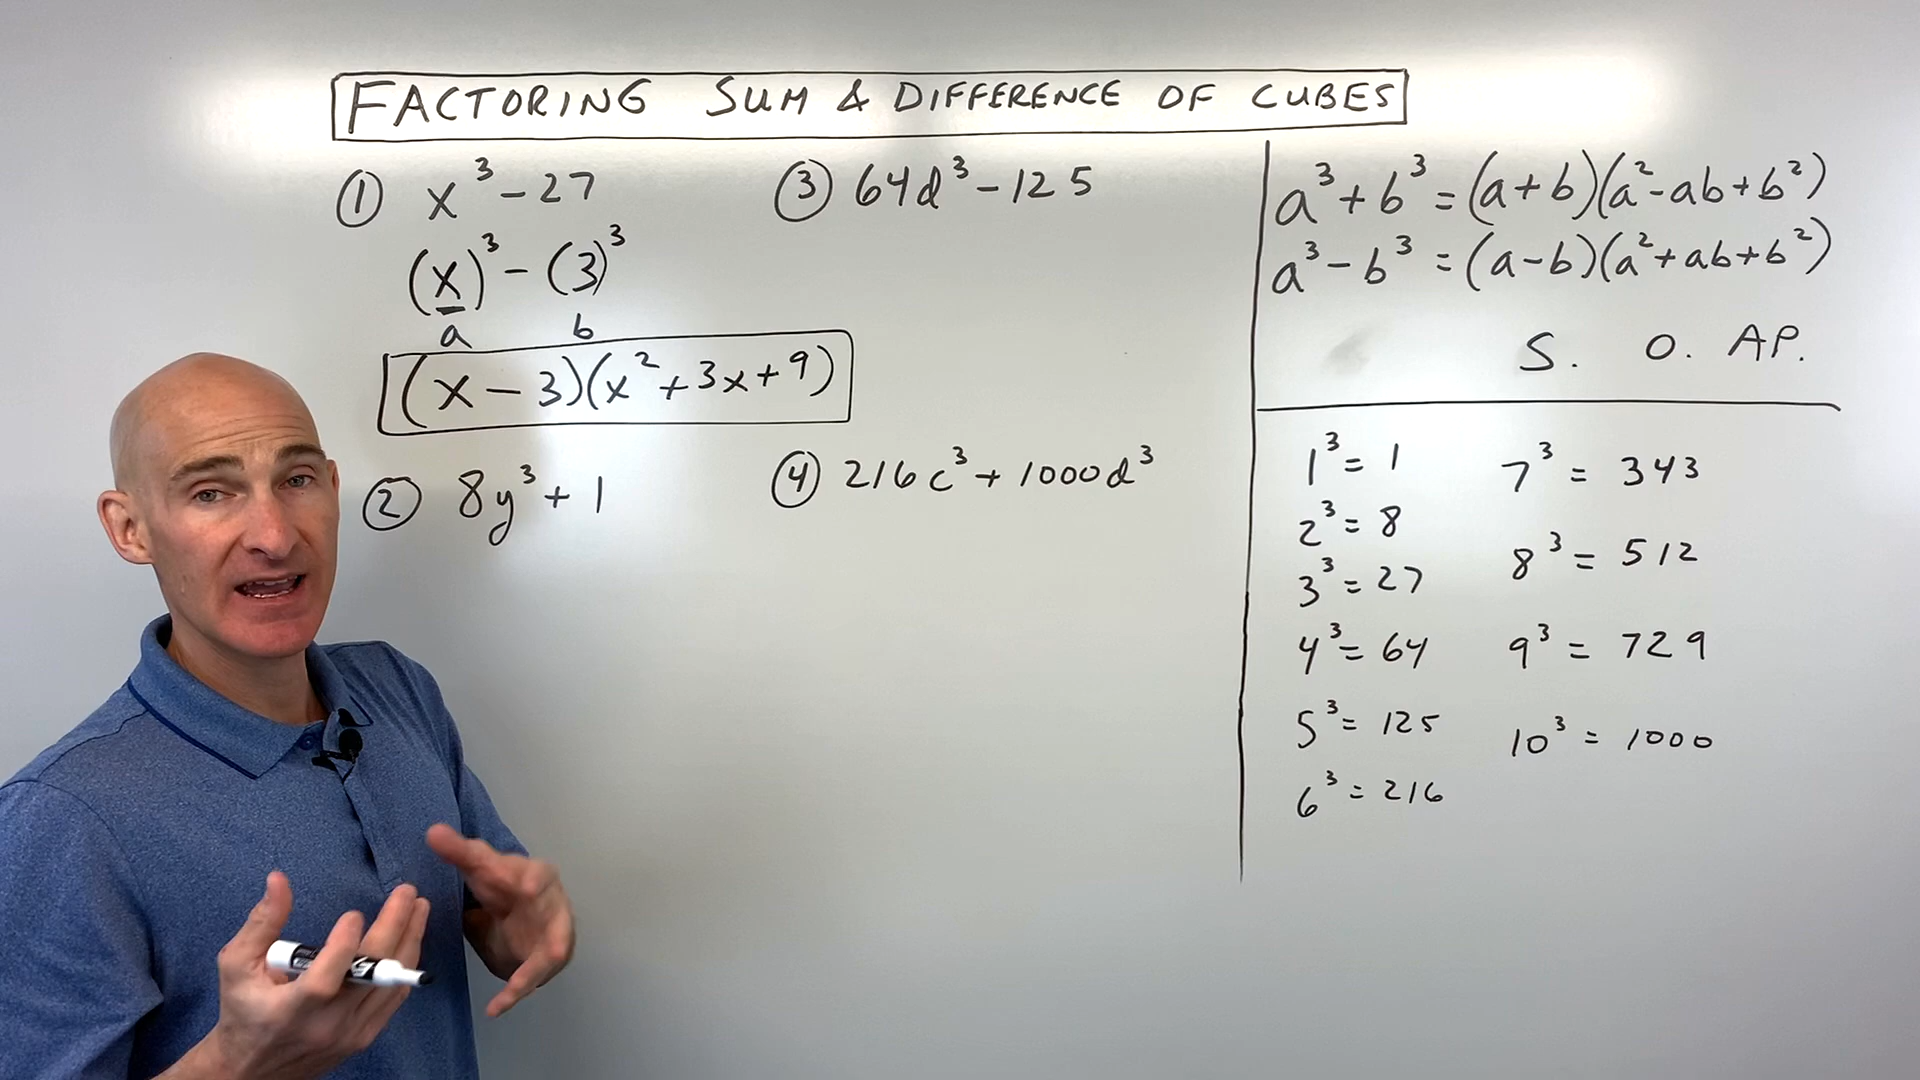 FACTORING SUM & DIFFERENCE OF CUBES
① x³ - 27
(x)³ - (3)³
a b
(x - 3)(x² + 3x + 9)
② 8y³ + 1
③ 64d³ - 125
④ 216c³ + 1000d³
a³ + b³ = (a + b)(a² - ab + b²)
a³ - b³ = (a - b)(a² + ab + b²)
S. O. AP.
1³ = 1
2³ = 8
3³ = 27
4³ = 64
5³ = 125
6³ = 216
7³ = 343
8³ = 512
9³ = 729
10³ = 1000